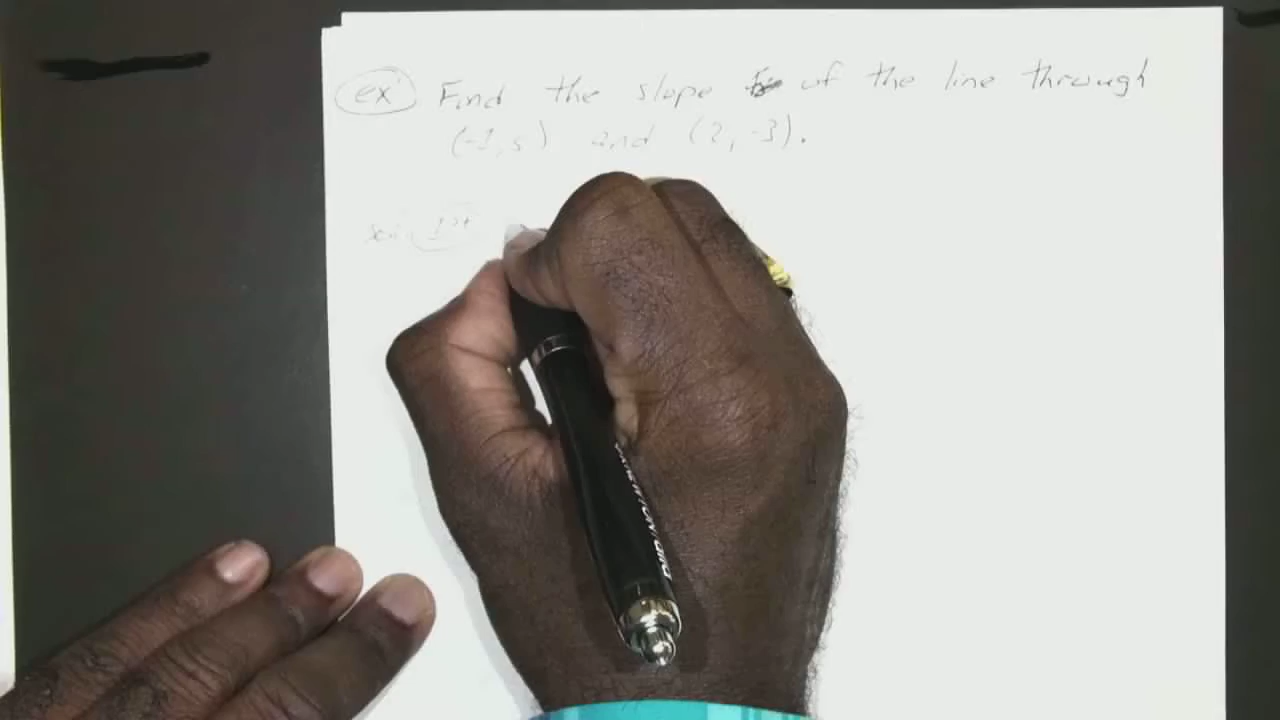 ex Find the slope of the line through
(-1, 5) and (2, -3).
1st